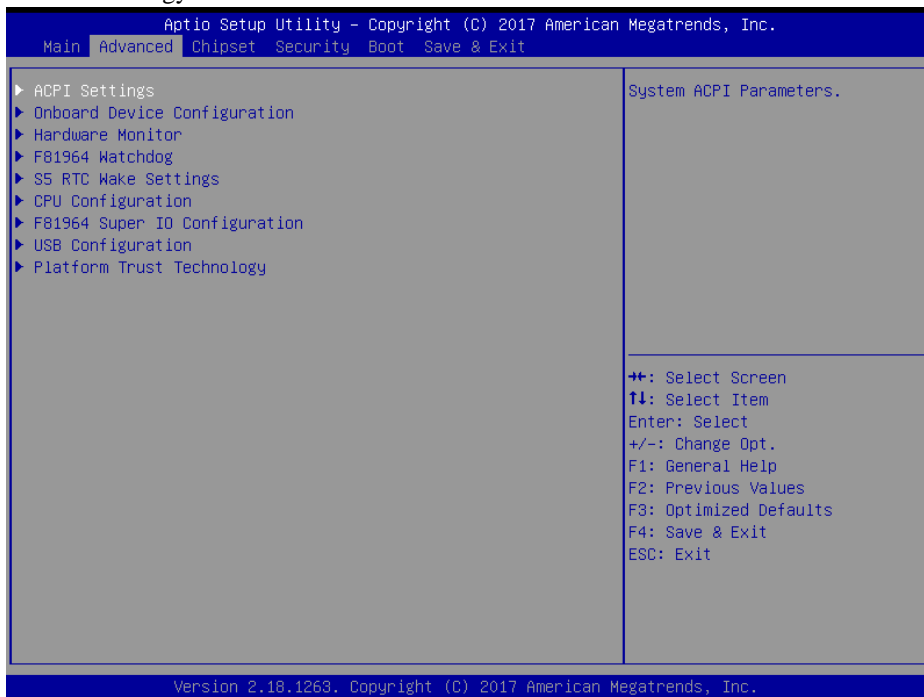 Aptio Setup Utility – Copyright (C) 2017 American Megatrends, Inc.
Main Advanced Chipset Security Boot Save & Exit
ACPI Settings
Onboard Device Configuration
Hardware Monitor
F81964 Watchdog
S5 RTC Wake Settings
CPU Configuration
F81964 Super IO Configuration
USB Configuration
Platform Trust Technology
System ACPI Parameters.
→←: Select Screen
↑↓: Select Item
Enter: Select
+/-: Change Opt.
F1: General Help
F2: Previous Values
F3: Optimized Defaults
F4: Save & Exit
ESC: Exit
Version 2.18.1263. Copyright (C) 2017 American Megatrends, Inc.